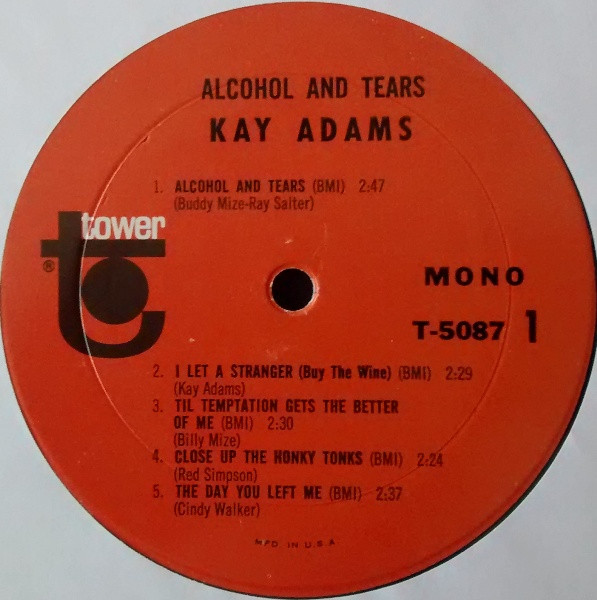 ALCOHOL AND TEARS
KAY ADAMS
1. ALCOHOL AND TEARS (BMI) 2:47
(Buddy Mize-Ray Salter)
tower
®
MONO
T-5087 1
2. I LET A STRANGER (Buy The Wine) (BMI) 2:29
(Kay Adams)
3. TIL TEMPTATION GETS THE BETTER
OF ME (BMI) 2:30
(Billy Mize)
4. CLOSE UP THE HONKY TONKS (BMI) 2:24
(Red Simpson)
5. THE DAY YOU LEFT ME (BMI) 2:37
(Cindy Walker)
MFD. IN U.S.A.